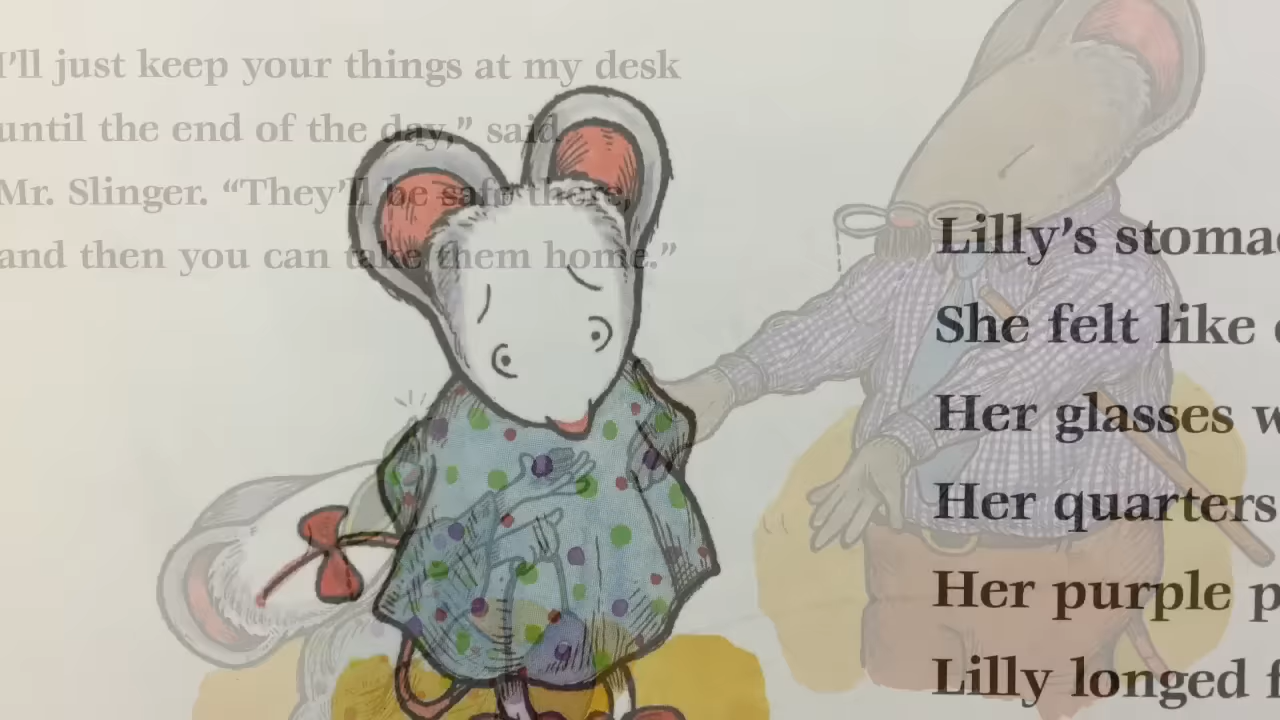 I'll just keep your things at my desk
until the end of the day," said
Mr. Slinger. "They'll be safe there,
and then you can take them home."
Lilly's stomac
She felt like
Her glasses w
Her quarters
Her purple p
Lilly longed f